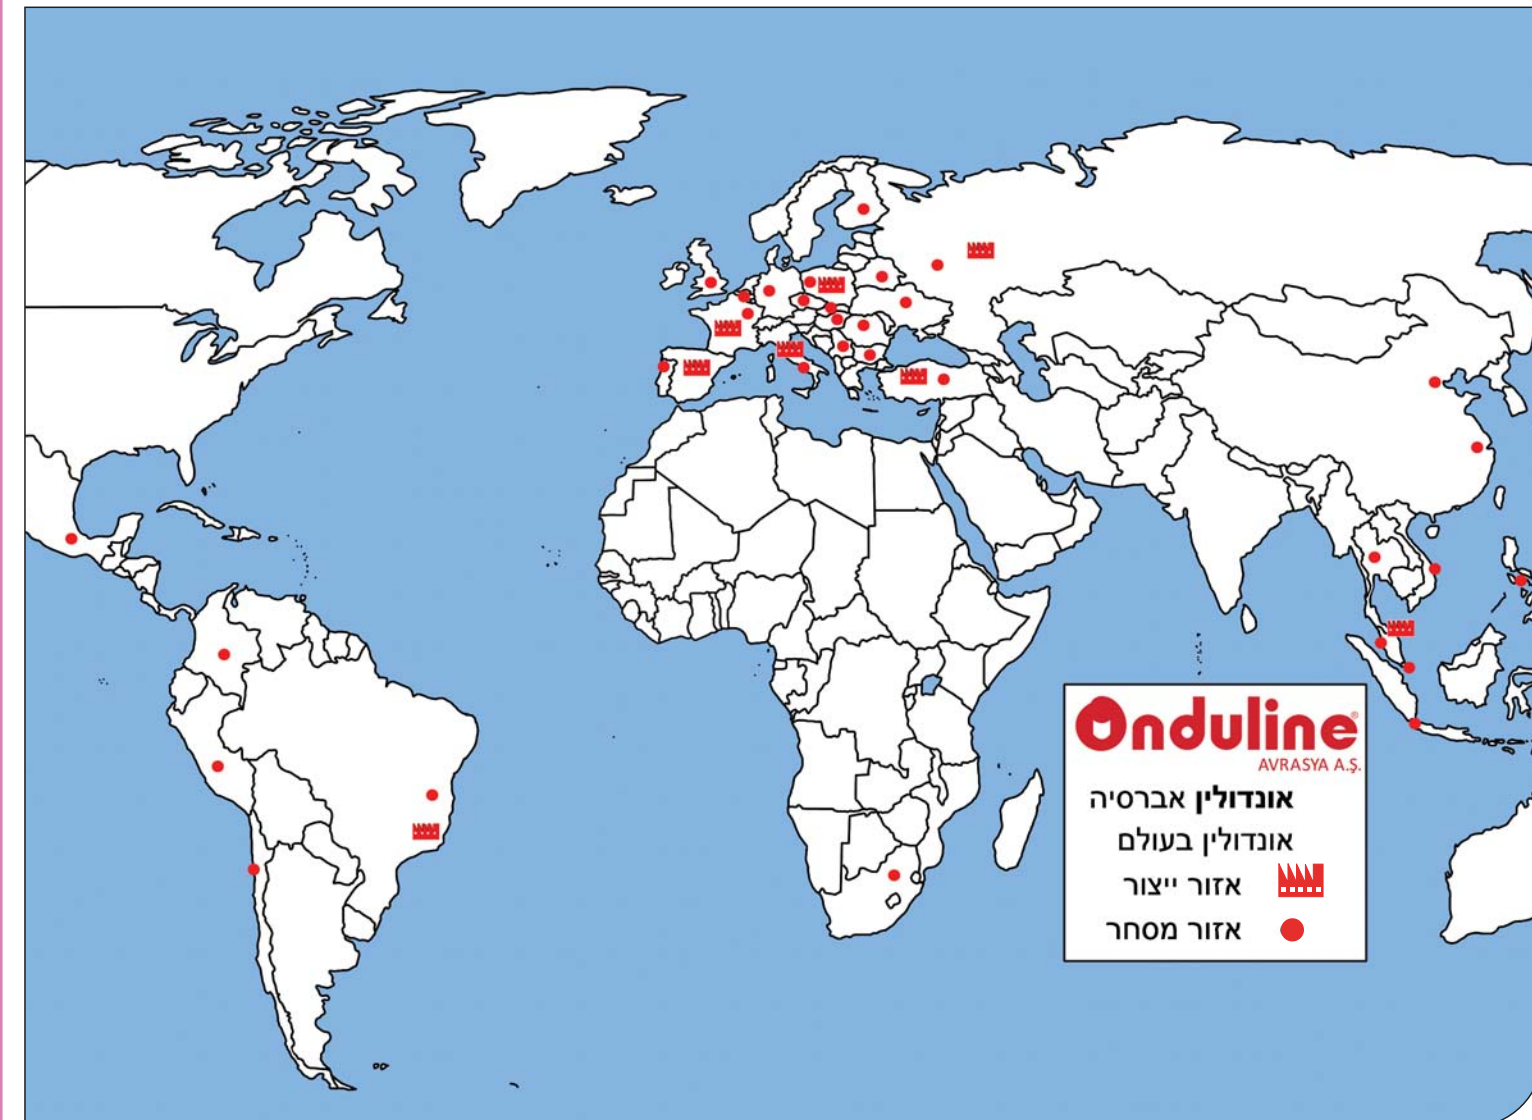 Onduline®
AVRASYA A.Ş.
אונדולין אברסיה
אונדולין בעולם
אזור ייצור
אזור מסחר